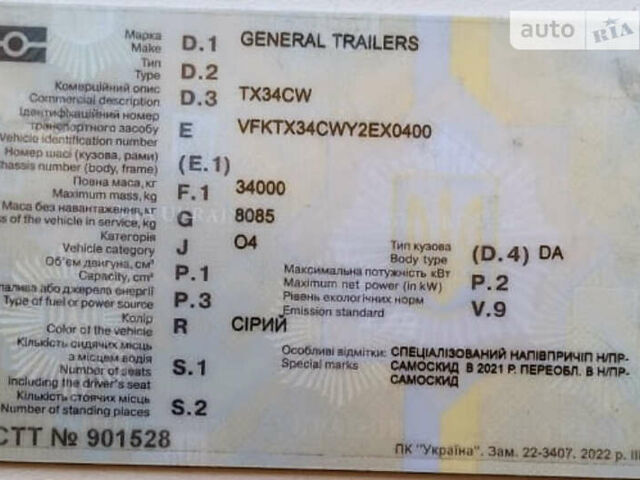 auto RIA
Марка
Make D.1 GENERAL TRAILERS
Тип
Type D.2
Комерційний опис
Commercial description D.3 TX34CW
Ідентифікаційний номер
транспортного засобу
Vehicle identification number E VFKTX34CWY2EX0400
Номер шасі (кузова, рами)
chassis number (body, frame) (E.1)
Повна маса, кг
Maximum mass, kg F.1 34000
Маса без навантаження, кг
of the vehicle in service, kg G 8085
Категорія
Vehicle category J O4
Тип кузова
Body type (D.4) DA
Об'єм двигуна, см³
Capacity, cm³ P.1
Максимальна потужність кВт
Maximum net power (in kW) P.2
палива або джерела енергії
Type of fuel or power source P.3
Рівень екологічних норм
Emission standard V.9
Колір
Color of the vehicle R СІРИЙ
Кількість сидячих місць
з місцем водія
Number of seats
including the driver's seat S.1
Особливі відмітки: СПЕЦІАЛІЗОВАНИЙ НАПІВПРИЧІП Н/ПР-
Special marks САМОСКИД В 2021 Р. ПЕРЕОБЛ. В Н/ПР-
САМОСКИД
Кількість стоячих місць
Number of standing places S.2
СТТ № 901528
ПК "Україна". Зам. 22-3407. 2022 р. III